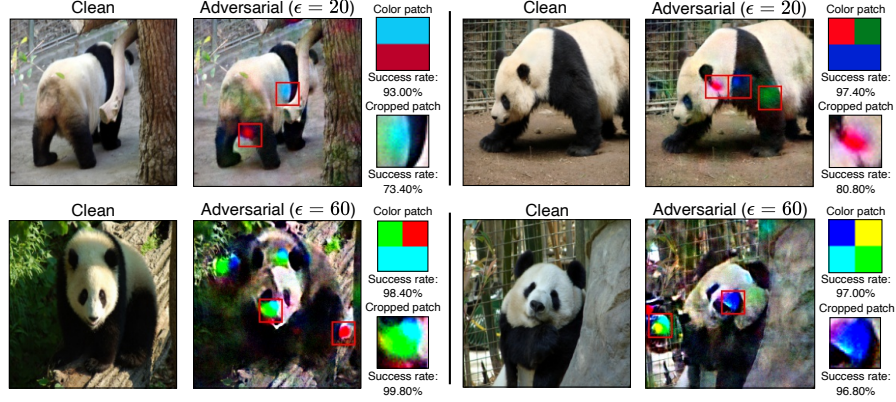 Clean
Adversarial (ϵ = 20)
Color patch
Success rate:
93.00%
Cropped patch
Success rate:
73.40%
Clean
Adversarial (ϵ = 20)
Color patch
Success rate:
97.40%
Cropped patch
Success rate:
80.80%
Clean
Adversarial (ϵ = 60)
Color patch
Success rate:
98.40%
Cropped patch
Success rate:
99.80%
Clean
Adversarial (ϵ = 60)
Color patch
Success rate:
97.00%
Cropped patch
Success rate:
96.80%